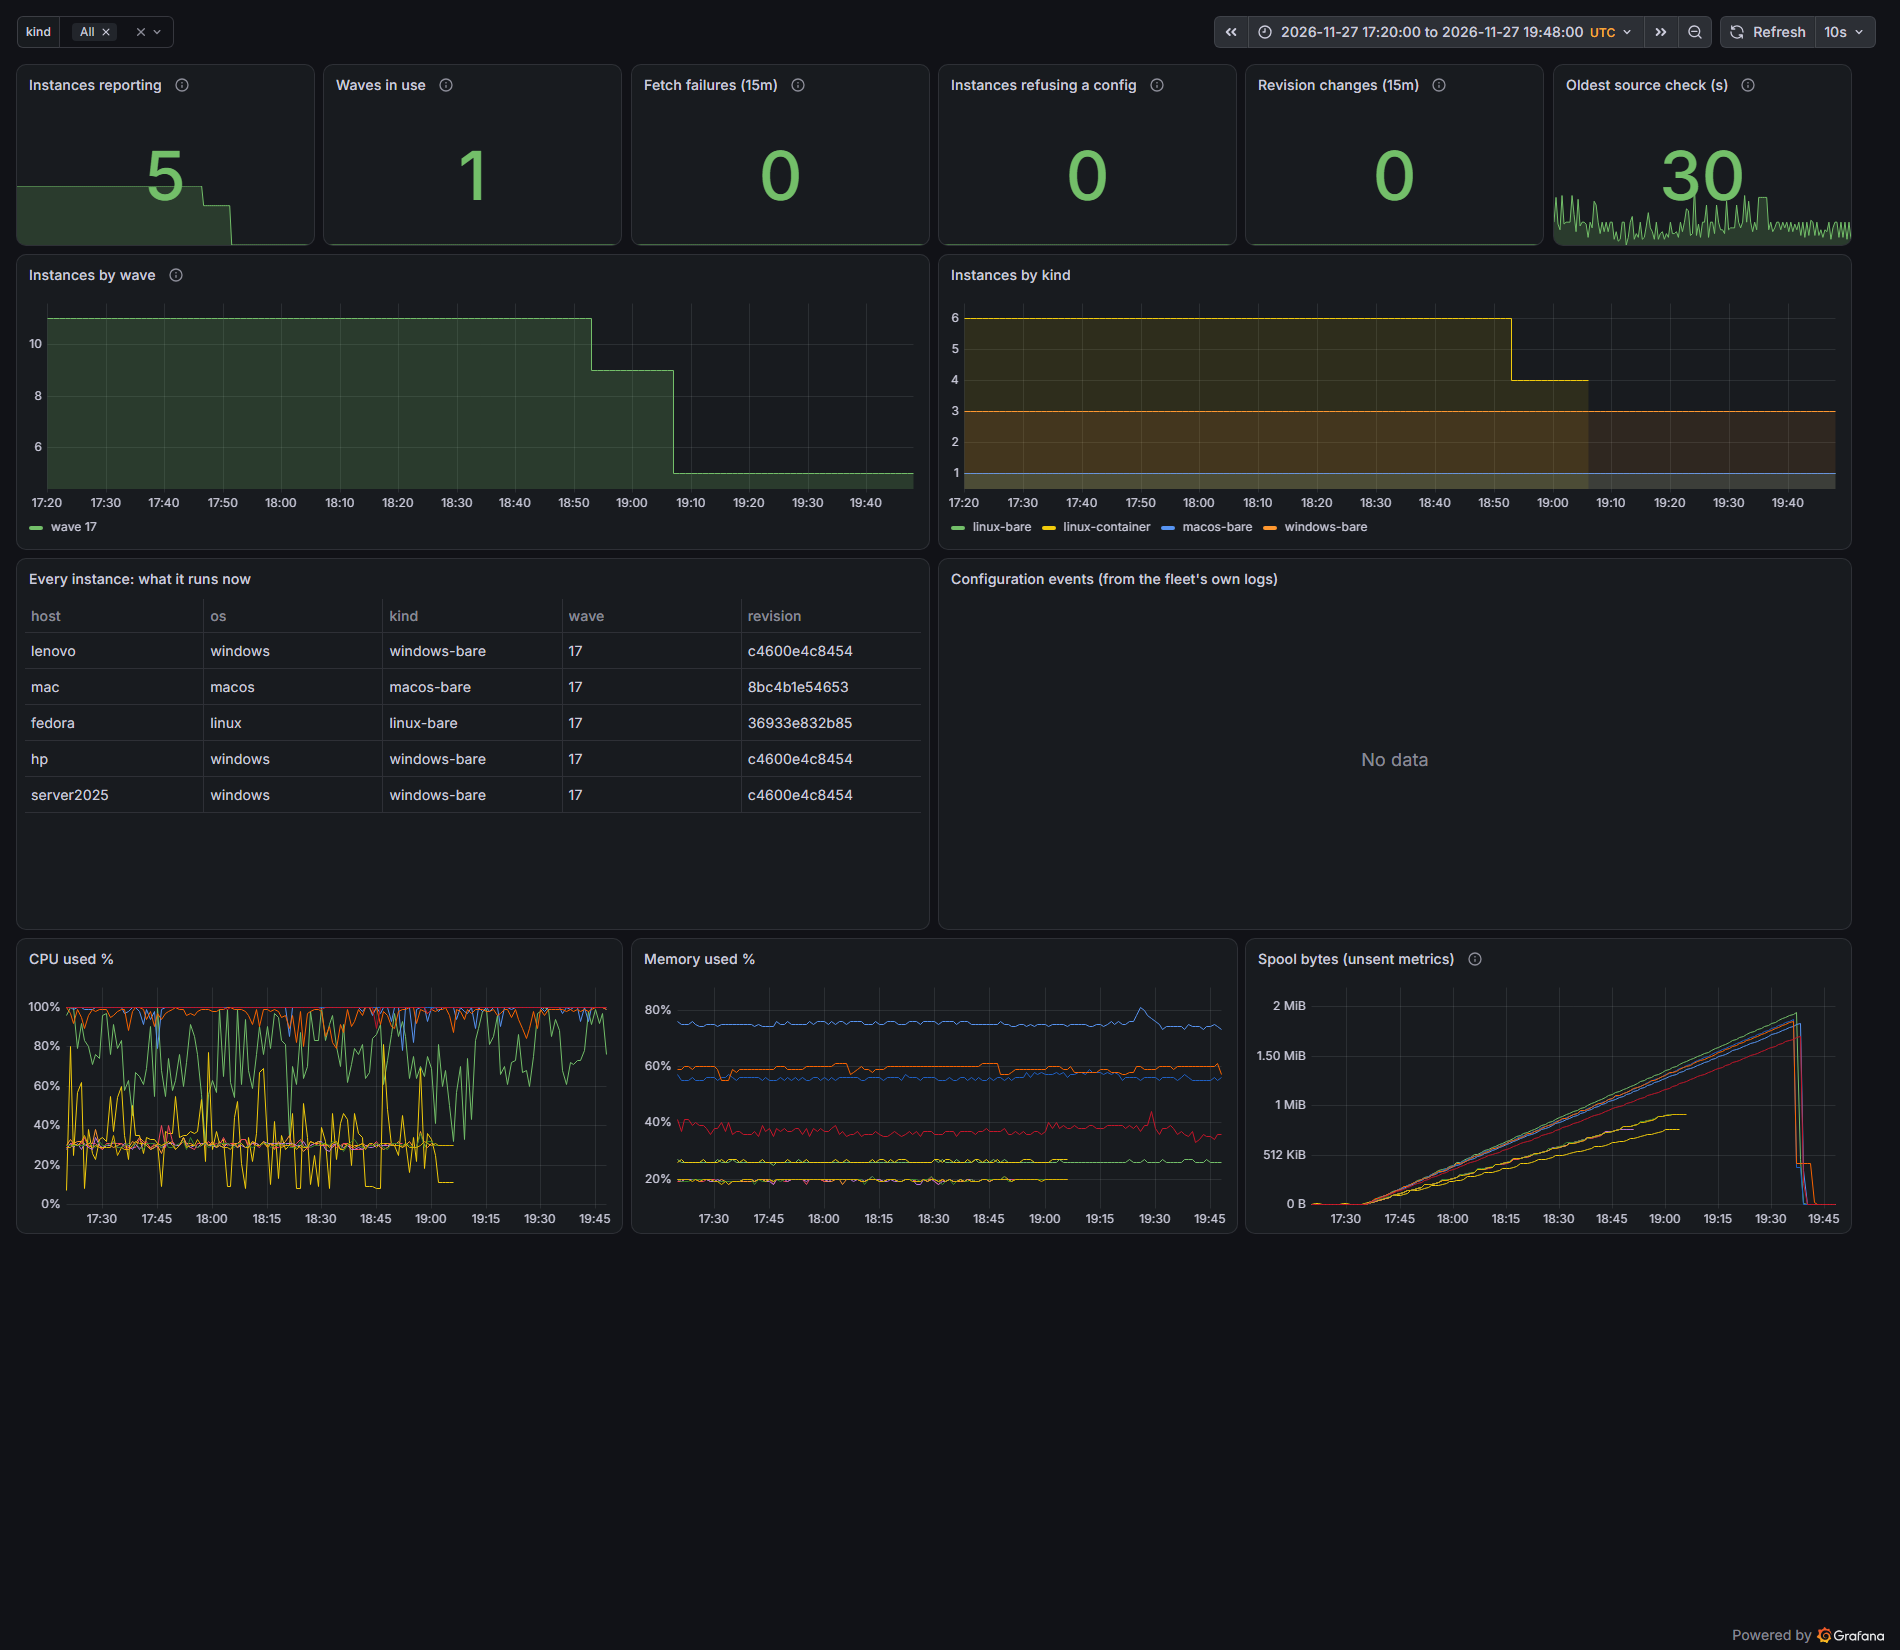 kind All
2026-11-27 17:20:00 to 2026-11-27 19:48:00 UTC Refresh 10s
Instances reporting
5
Waves in use
1
Fetch failures (15m)
0
Instances refusing a config
0
Revision changes (15m)
0
Oldest source check (s)
30
Instances by wave
10
8
6
17:20 17:30 17:40 17:50 18:00 18:10 18:20 18:30 18:40 18:50 19:00 19:10 19:20 19:30 19:40
wave 17
Instances by kind
6
5
4
3
2
1
17:20 17:30 17:40 17:50 18:00 18:10 18:20 18:30 18:40 18:50 19:00 19:10 19:20 19:30 19:40
linux-bare linux-container macos-bare windows-bare
Every instance: what it runs now
host os kind wave revision
lenovo windows windows-bare 17 c4600e4c8454
mac macos macos-bare 17 8bc4b1e54653
fedora linux linux-bare 17 36933e832b85
hp windows windows-bare 17 c4600e4c8454
server2025 windows windows-bare 17 c4600e4c8454
Configuration events (from the fleet's own logs)
No data
CPU used %
100%
80%
60%
40%
20%
0%
17:30 17:45 18:00 18:15 18:30 18:45 19:00 19:15 19:30 19:45
Memory used %
80%
60%
40%
20%
17:30 17:45 18:00 18:15 18:30 18:45 19:00 19:15 19:30 19:45
Spool bytes (unsent metrics)
2 MiB
1.50 MiB
1 MiB
512 KiB
0 B
17:30 17:45 18:00 18:15 18:30 18:45 19:00 19:15 19:30 19:45
Powered by Grafana